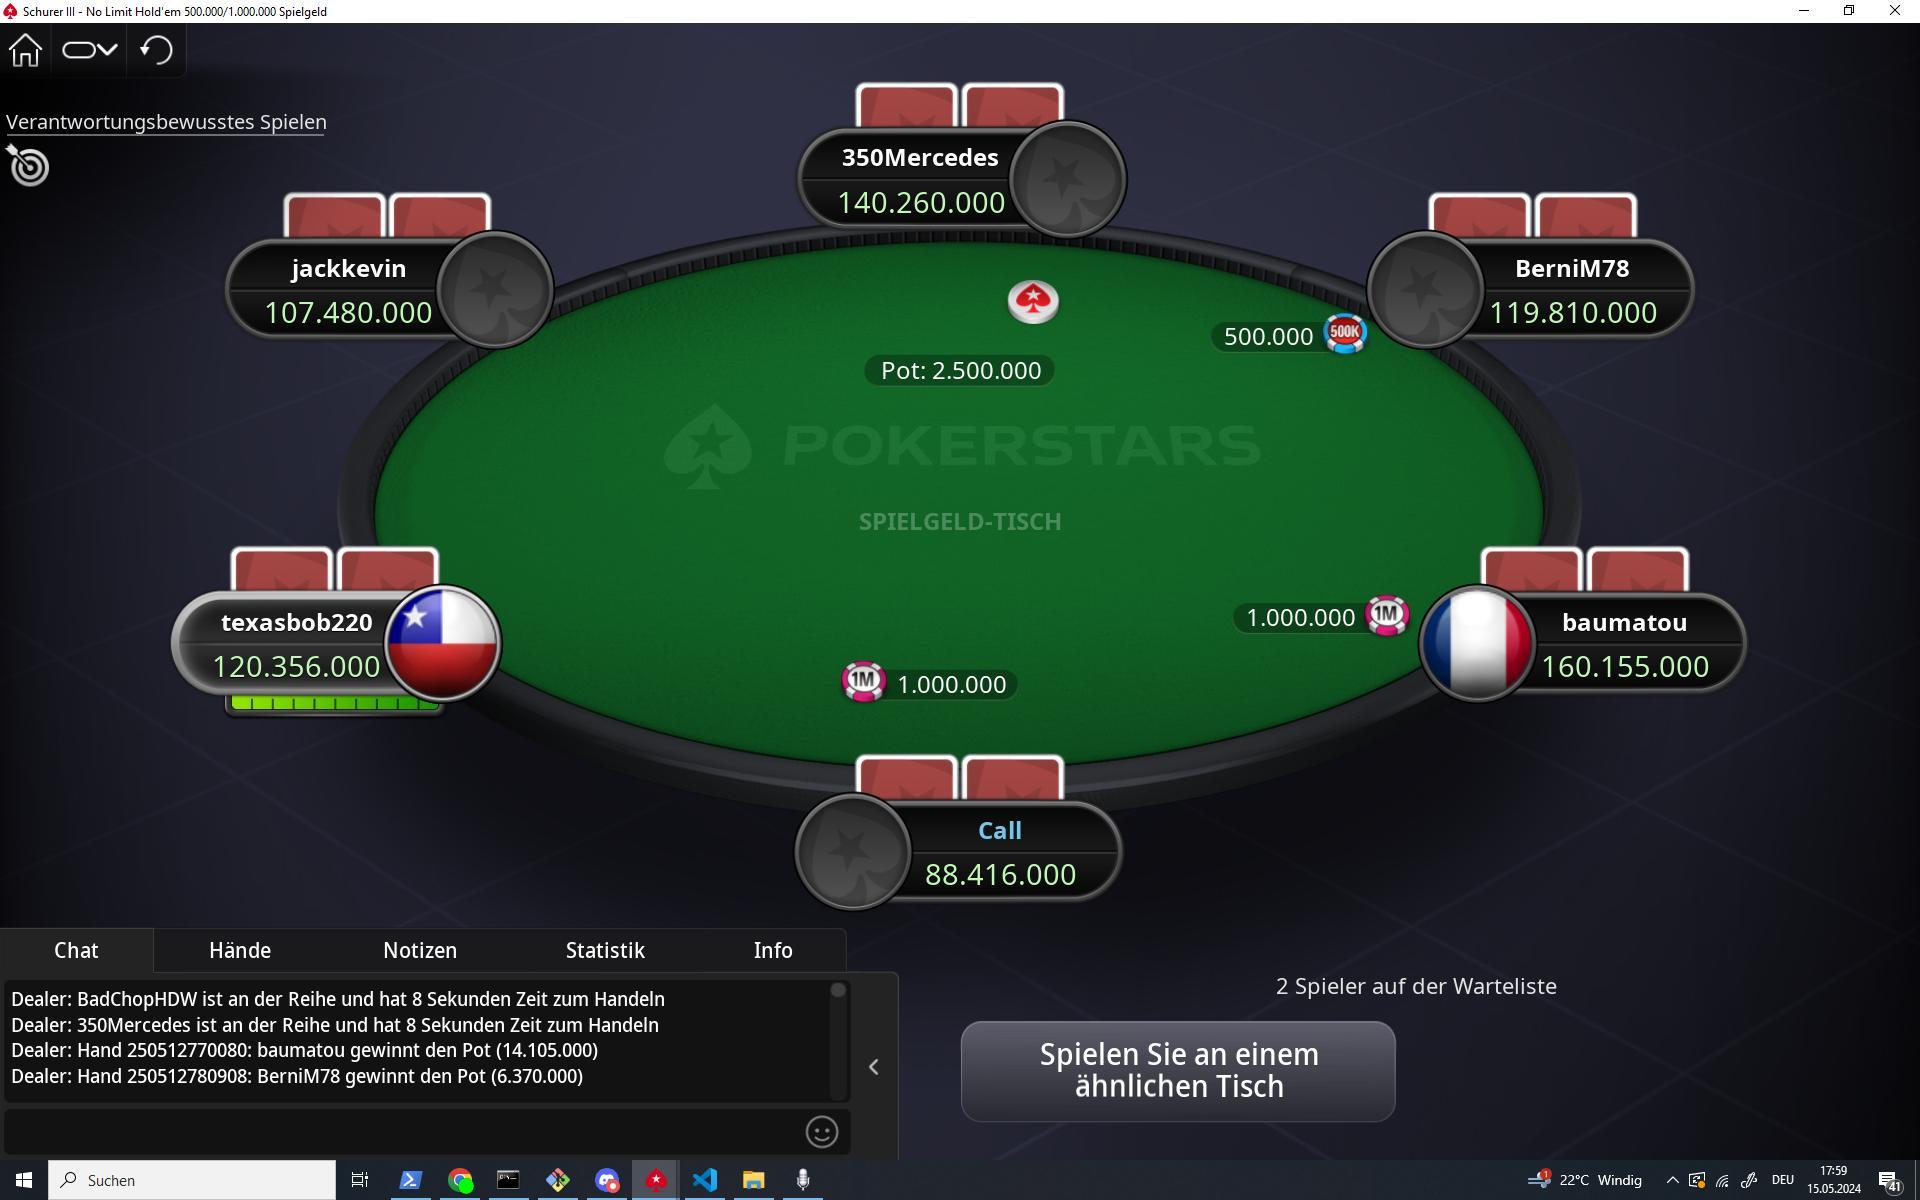 Schurer III - No Limit Hold'em 500.000/1.000.000 Spielgeld
Verantwortungsbewusstes Spielen
350Mercedes
140.260.000
jackkevin
107.480.000
BerniM78
119.810.000
500.000
500K
Pot: 2.500.000
POKERSTARS
SPIELGELD-TISCH
texasbob220
120.356.000
1.000.000
1M
baumatou
160.155.000
1M
1.000.000
Call
88.416.000
Chat
Hände
Notizen
Statistik
Info
Dealer: BadChopHDW ist an der Reihe und hat 8 Sekunden Zeit zum Handeln
Dealer: 350Mercedes ist an der Reihe und hat 8 Sekunden Zeit zum Handeln
Dealer: Hand 250512770080: baumatou gewinnt den Pot (14.105.000)
Dealer: Hand 250512780908: BerniM78 gewinnt den Pot (6.370.000)
2 Spieler auf der Warteliste
Spielen Sie an einem
ähnlichen Tisch
Suchen
1
22°C Windig
DEU
17:59
15.05.2024
41